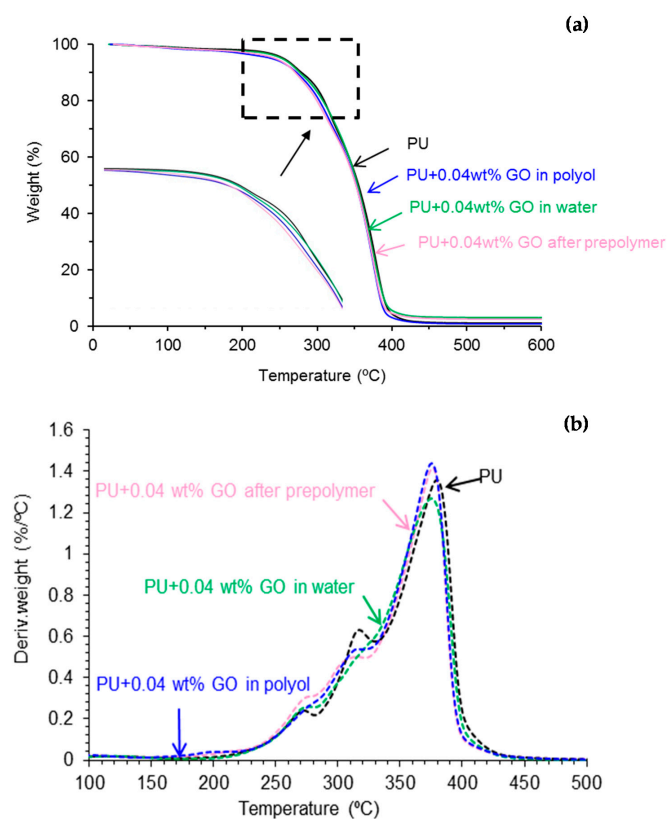 (a)
100
80
60
40
20
0
Weight (%)
PU
PU+0.04wt% GO in polyol
PU+0.04wt% GO in water
PU+0.04wt% GO after prepolymer
0 100 200 300 400 500 600
Temperature (ºC)
(b)
1.6
1.4
1.2
1
0.8
0.6
0.4
0.2
0
Deriv.weight (%/ºC)
PU
PU+0.04 wt% GO after prepolymer
PU+0.04 wt% GO in water
PU+0.04 wt% GO in polyol
100 150 200 250 300 350 400 450 500
Temperature (ºC)